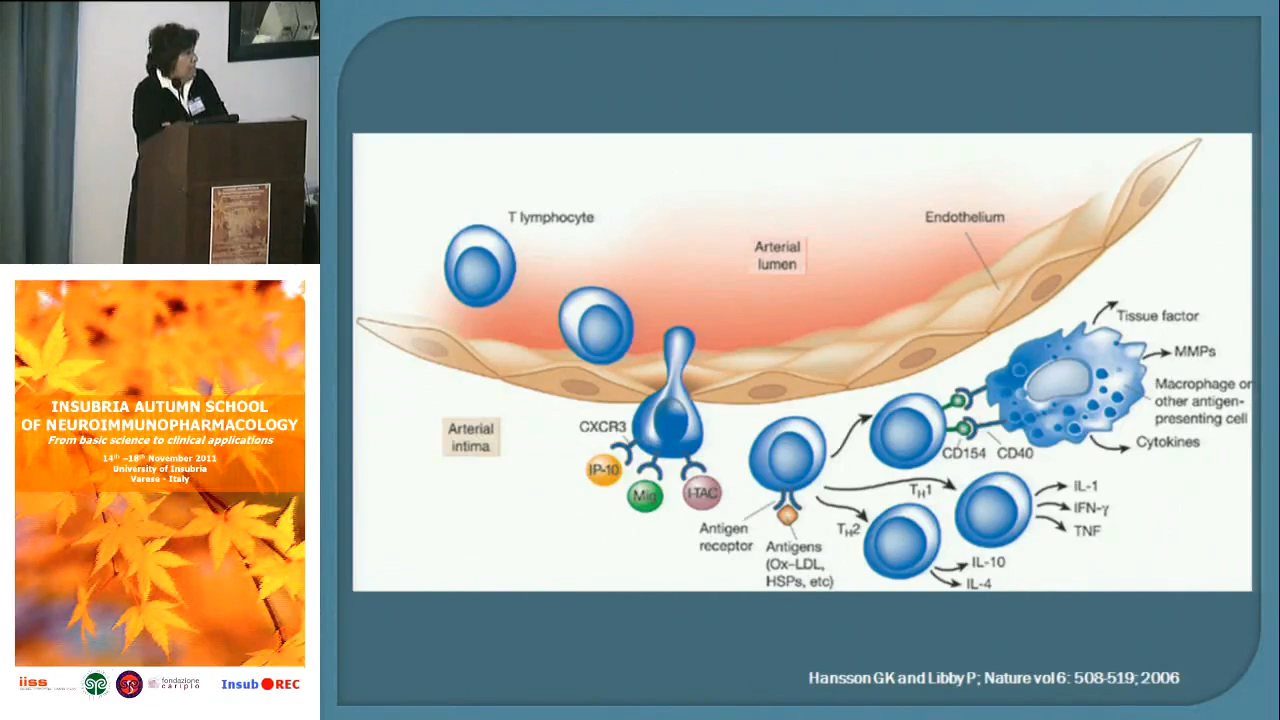 INSUBRIA AUTUMN SCHOOL
OF NEUROIMMUNOPHARMACOLOGY
From basic science to clinical applications
14th –18th November 2011
University of Insubria
Varese - Italy
iiss
fondazione
cariplo
Insub REC
T lymphocyte
Arterial
lumen
Endothelium
Arterial
intima
CXCR3
IP-10
Mig
I-TAC
Antigen
receptor
Antigens
(Ox–LDL,
HSPs, etc)
TH1
TH2
CD154
CD40
Tissue factor
MMPs
Macrophage or
other antigen-
presenting cell
Cytokines
IL-1
IFN-γ
TNF
IL-10
IL-4
Hansson GK and Libby P; Nature vol 6: 508-519; 2006